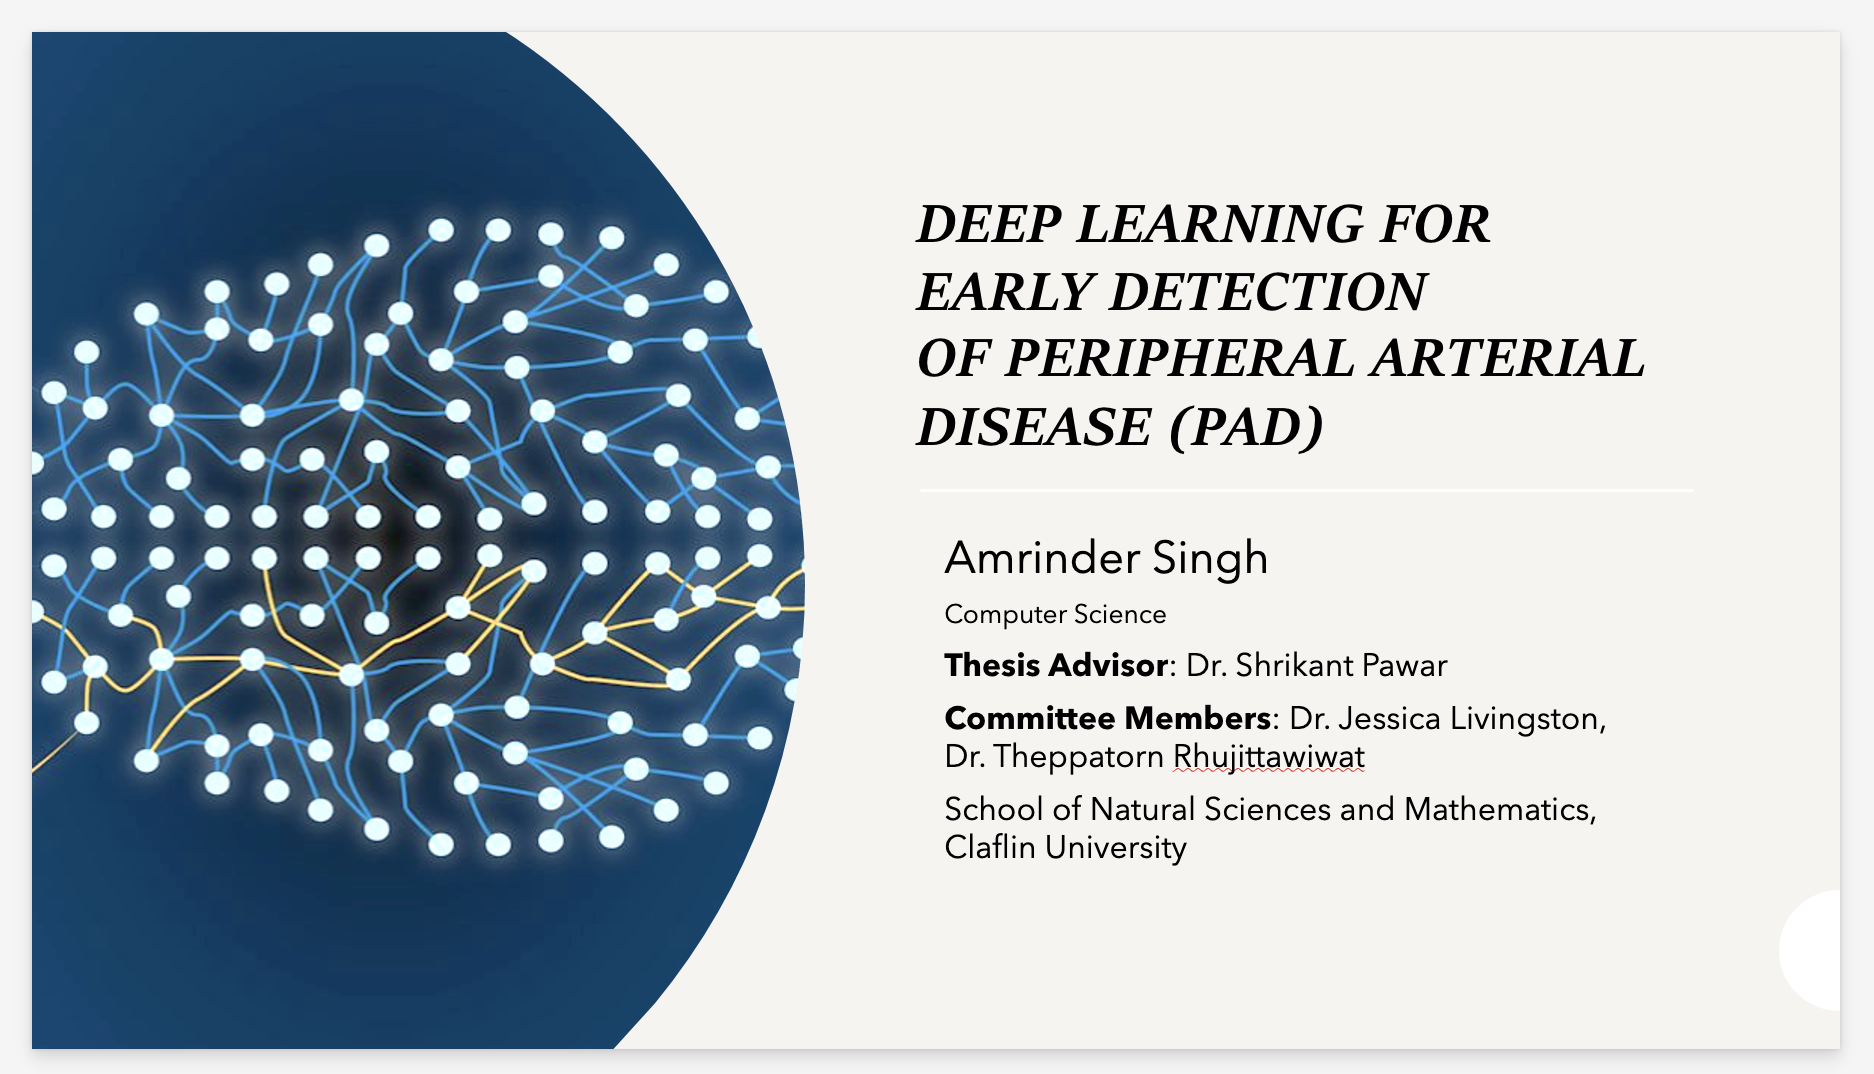 DEEP LEARNING FOR
EARLY DETECTION
OF PERIPHERAL ARTERIAL
DISEASE (PAD)
Amrinder Singh
Computer Science
Thesis Advisor: Dr. Shrikant Pawar
Committee Members: Dr. Jessica Livingston,
Dr. Theppatorn Rhujittawiwat
School of Natural Sciences and Mathematics,
Claflin University